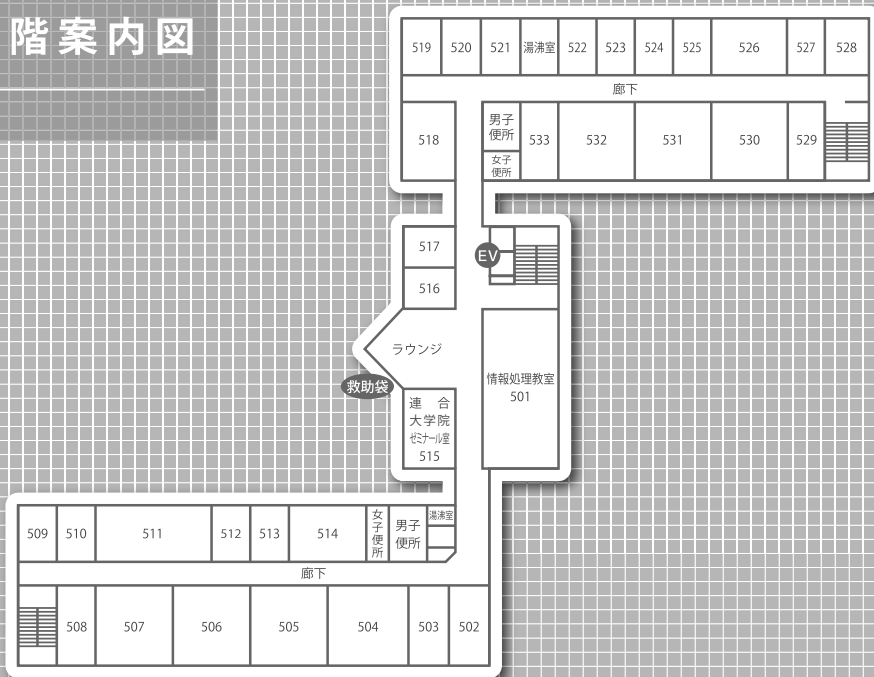 階案内図
519
520
521
湯沸室
522
523
524
525
526
527
528
廊下
518
男子
便所
女子
便所
533
532
531
530
529
517
EV
516
ラウンジ
救助袋
情報処理教室
501
連 合
大学院
ゼミナール室
515
509
510
511
512
513
514
女子便所
男子
便所
湯沸室
廊下
508
507
506
505
504
503
502